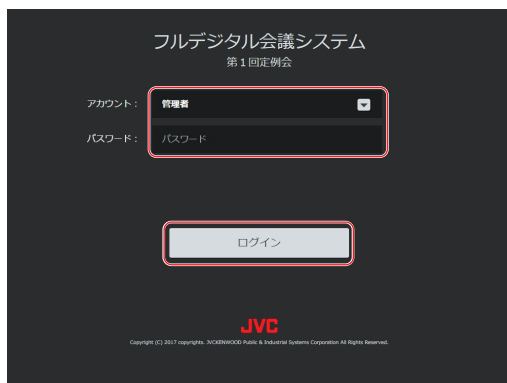 フルデジタル会議システム
第1回定例会
アカウント： 管理者
パスワード： パスワード
ログイン
JVC
Copyright (C) 2017 copyrights. JVCKENWOOD Public & Industrial Systems Corporation All Rights Reserved.